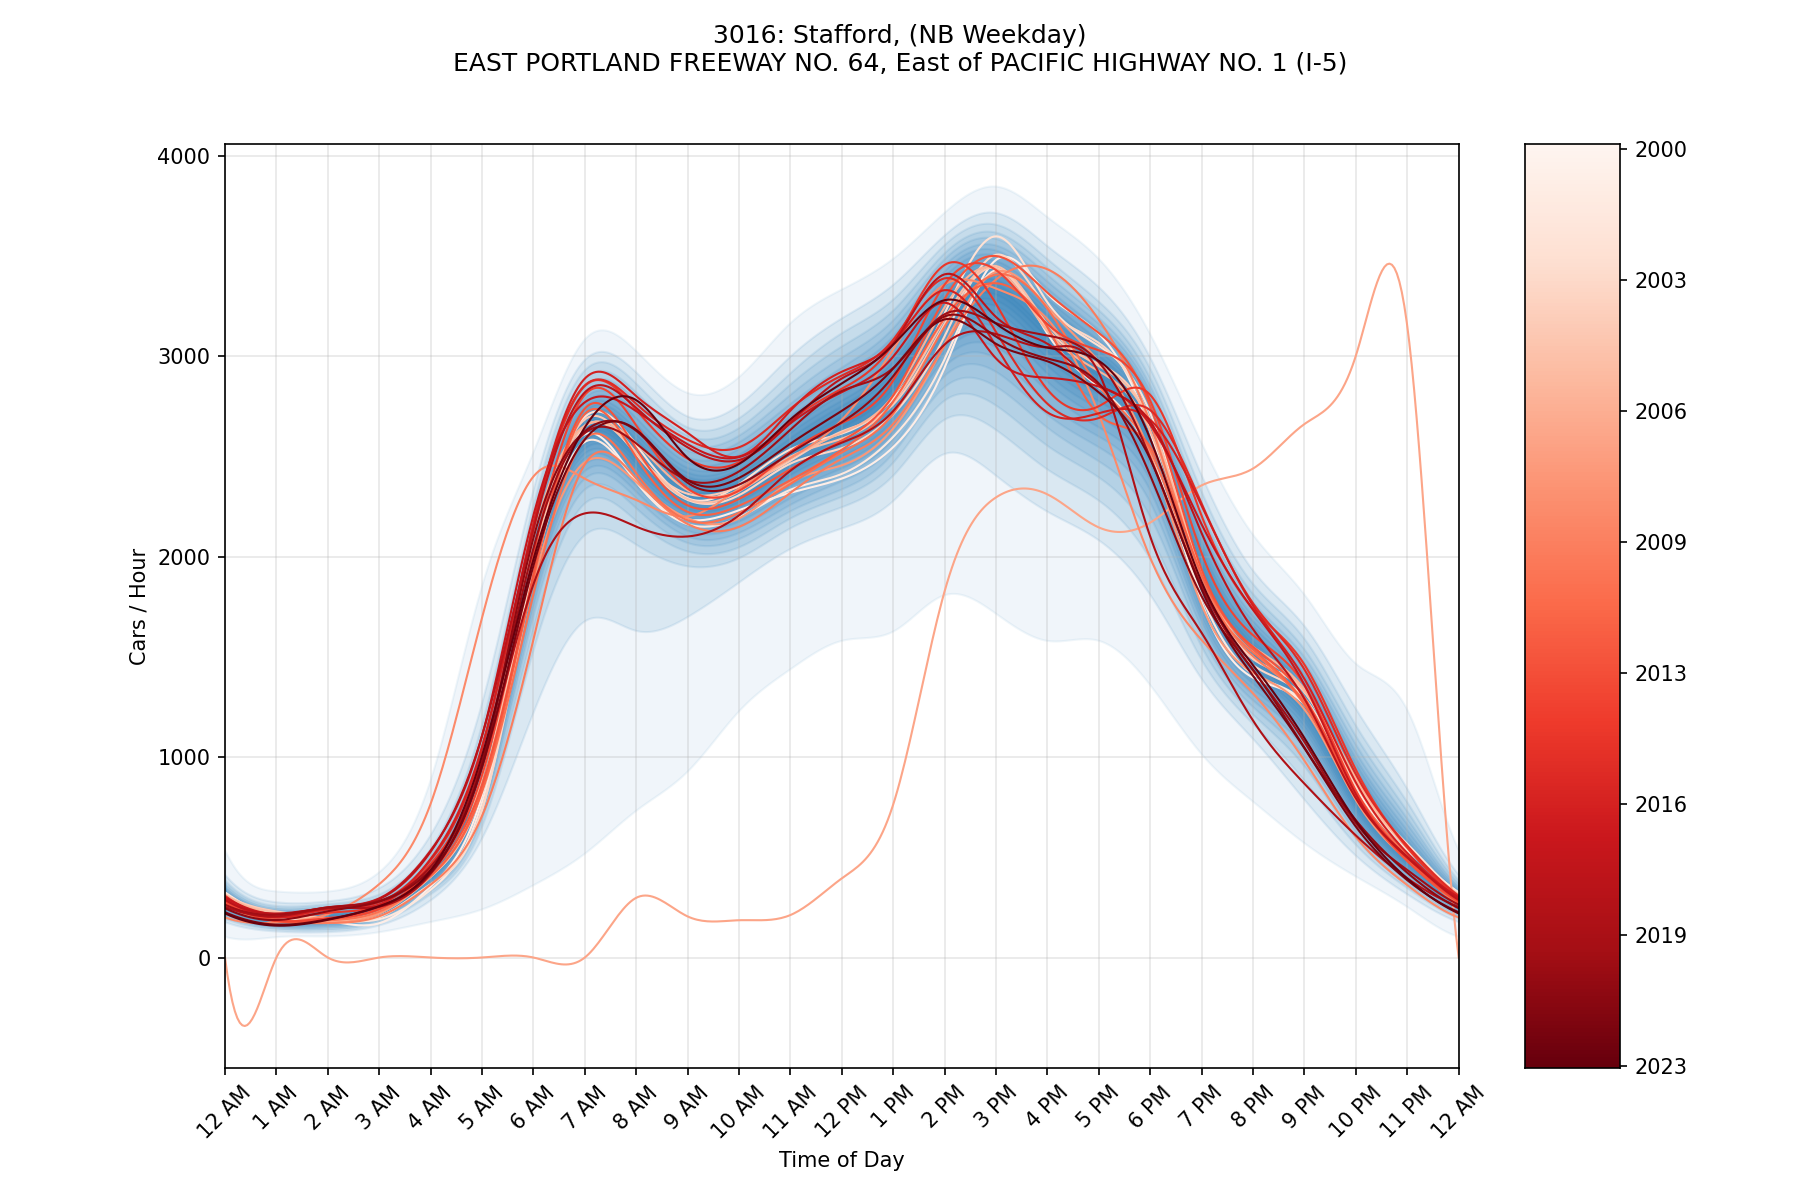 3016: Stafford, (NB Weekday)
EAST PORTLAND FREEWAY NO. 64, East of PACIFIC HIGHWAY NO. 1 (I-5)
4000
3000
2000
1000
0
Cars / Hour
12 AM
1 AM
2 AM
3 AM
4 AM
5 AM
6 AM
7 AM
8 AM
9 AM
10 AM
11 AM
12 PM
1 PM
2 PM
3 PM
4 PM
5 PM
6 PM
7 PM
8 PM
9 PM
10 PM
11 PM
12 AM
Time of Day
2000
2003
2006
2009
2013
2016
2019
2023